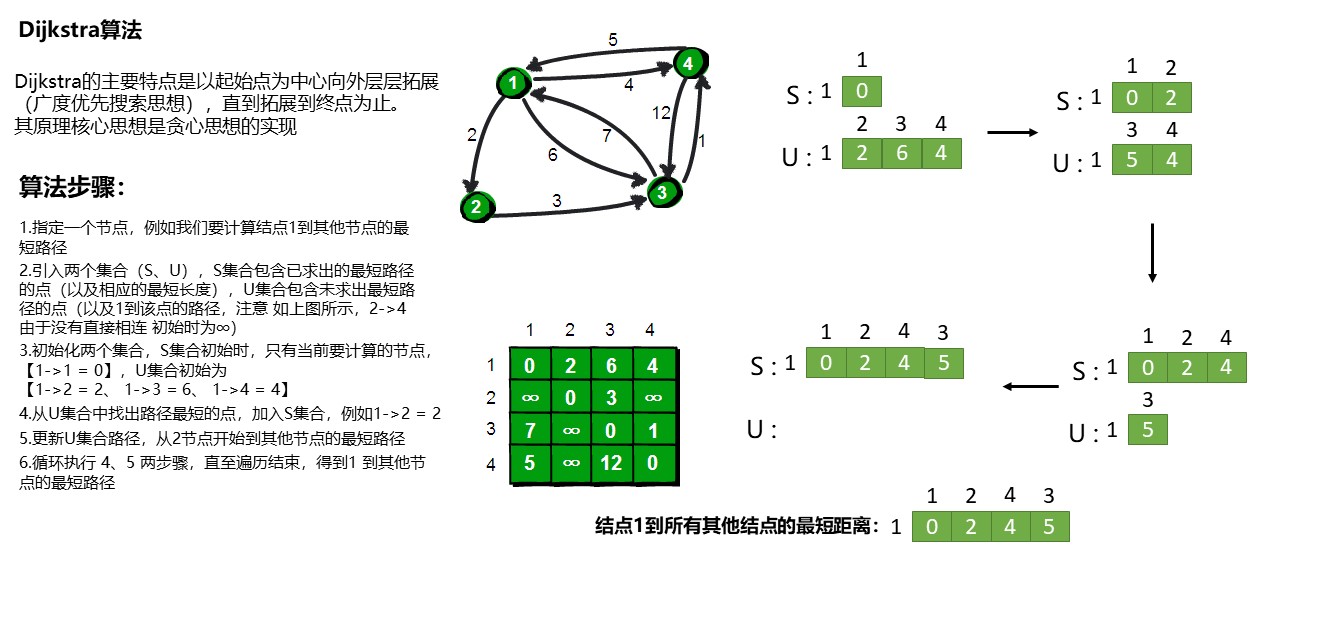 Dijkstra算法
Dijkstra的主要特点是以起始点为中心向外层层拓展
（广度优先搜索思想），直到拓展到终点为止。
其原理核心思想是贪心思想的实现
算法步骤：
1.指定一个节点，例如我们要计算结点1到其他节点的最
短路径
2.引入两个集合（S、U），S集合包含已求出的最短路径
的点（以及相应的最短长度），U集合包含未求出最短路
径的点（以及1到该点的路径，注意 如上图所示，2->4
由于没有直接相连 初始时为∞）
3.初始化两个集合，S集合初始时，只有当前要计算的节点，
【1->1 = 0】，U集合初始为
【1->2 = 2、 1->3 = 6、 1->4 = 4】
4.从U集合中找出路径最短的点，加入S集合，例如1->2 = 2
5.更新U集合路径，从2节点开始到其他节点的最短路径
6.循环执行 4、5 两步骤，直至遍历结束，得到1 到其他节
点的最短路径
5
4
1
4
12
2
7
1
6
3
2
3
1 2 3 4
1 0 2 6 4
2 ∞ 0 3 ∞
3 7 ∞ 0 1
4 5 ∞ 12 0
1
S : 1 0
2 3 4
U : 1 2 6 4
1 2
S : 1 0 2
3 4
U : 1 5 4
1 2 4
S : 1 0 2 4
3
U : 1 5
1 2 4 3
S : 1 0 2 4 5
U :
1 2 4 3
结点1到所有其他结点的最短距离： 1 0 2 4 5